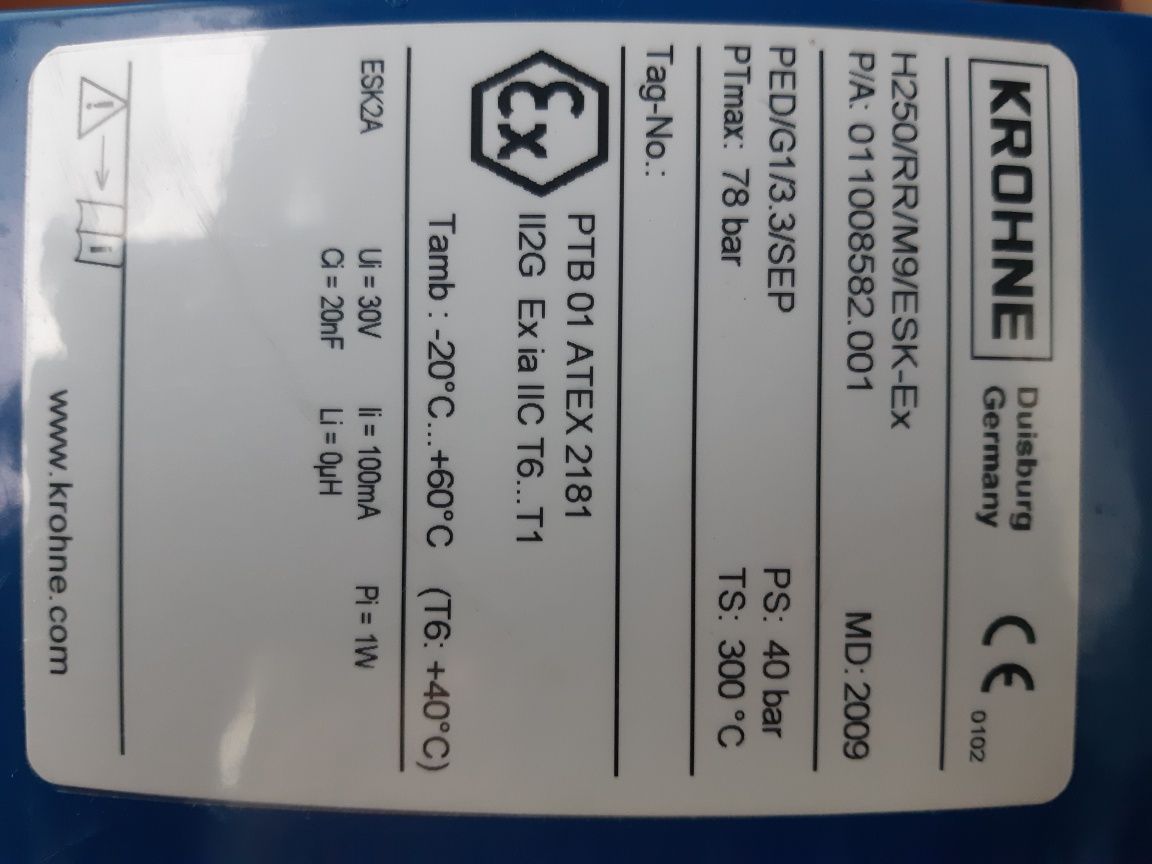 KROHNE Duisburg
Germany
CE 0102
H250/RR/M9/ESK-Ex
P/A: 011008582.001 MD: 2009
PED/G1/3.3/SEP PS: 40 bar
PTmax: 78 bar TS: 300 °C
Tag-No.:
Ex
PTB 01 ATEX 2181
II2G Ex ia IIC T6...T1
Tamb : -20°C...+60°C (T6: +40°C)
ESK2A Ui = 30V Ii = 100mA Pi = 1W
Ci = 20nF Li = 0µH
www.krohne.com